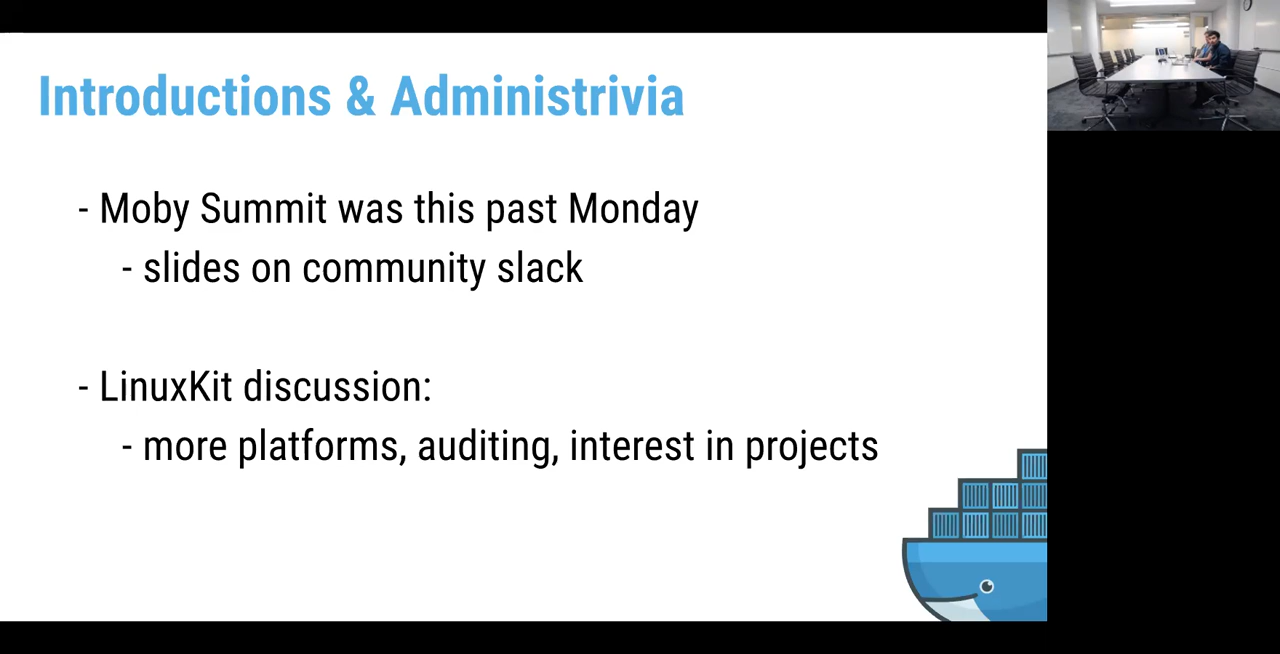 Introductions & Administrivia
- Moby Summit was this past Monday
- slides on community slack
- LinuxKit discussion:
- more platforms, auditing, interest in projects